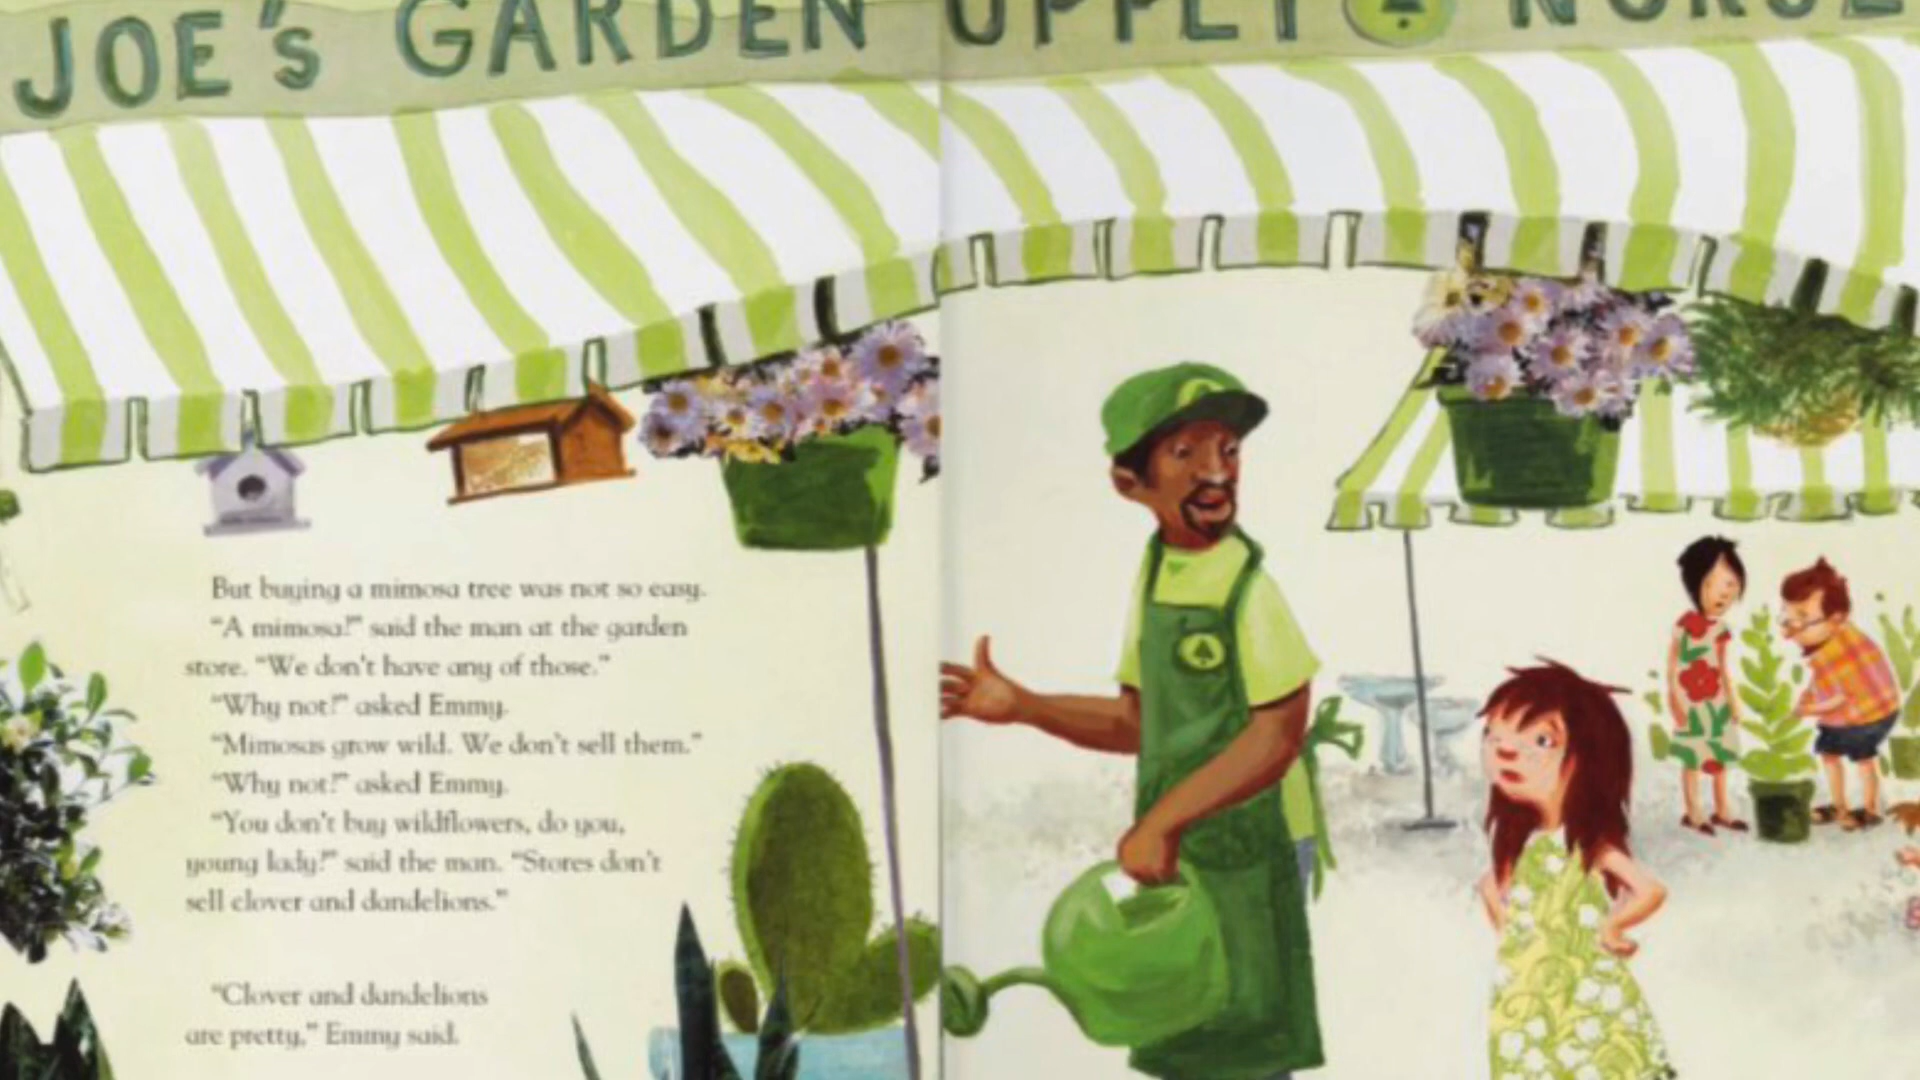 JOE'S GARDEN UPPLY NURSE
But buying a mimosa tree was not so easy.
“A mimosa?” said the man at the garden
store. “We don't have any of those.”
“Why not?” asked Emmy.
“Mimosas grow wild. We don't sell them.”
“Why not?” asked Emmy.
“You don't buy wildflowers, do you,
young lady?” said the man. “Stores don't
sell clover and dandelions.”
“Clover and dandelions
are pretty,” Emmy said.